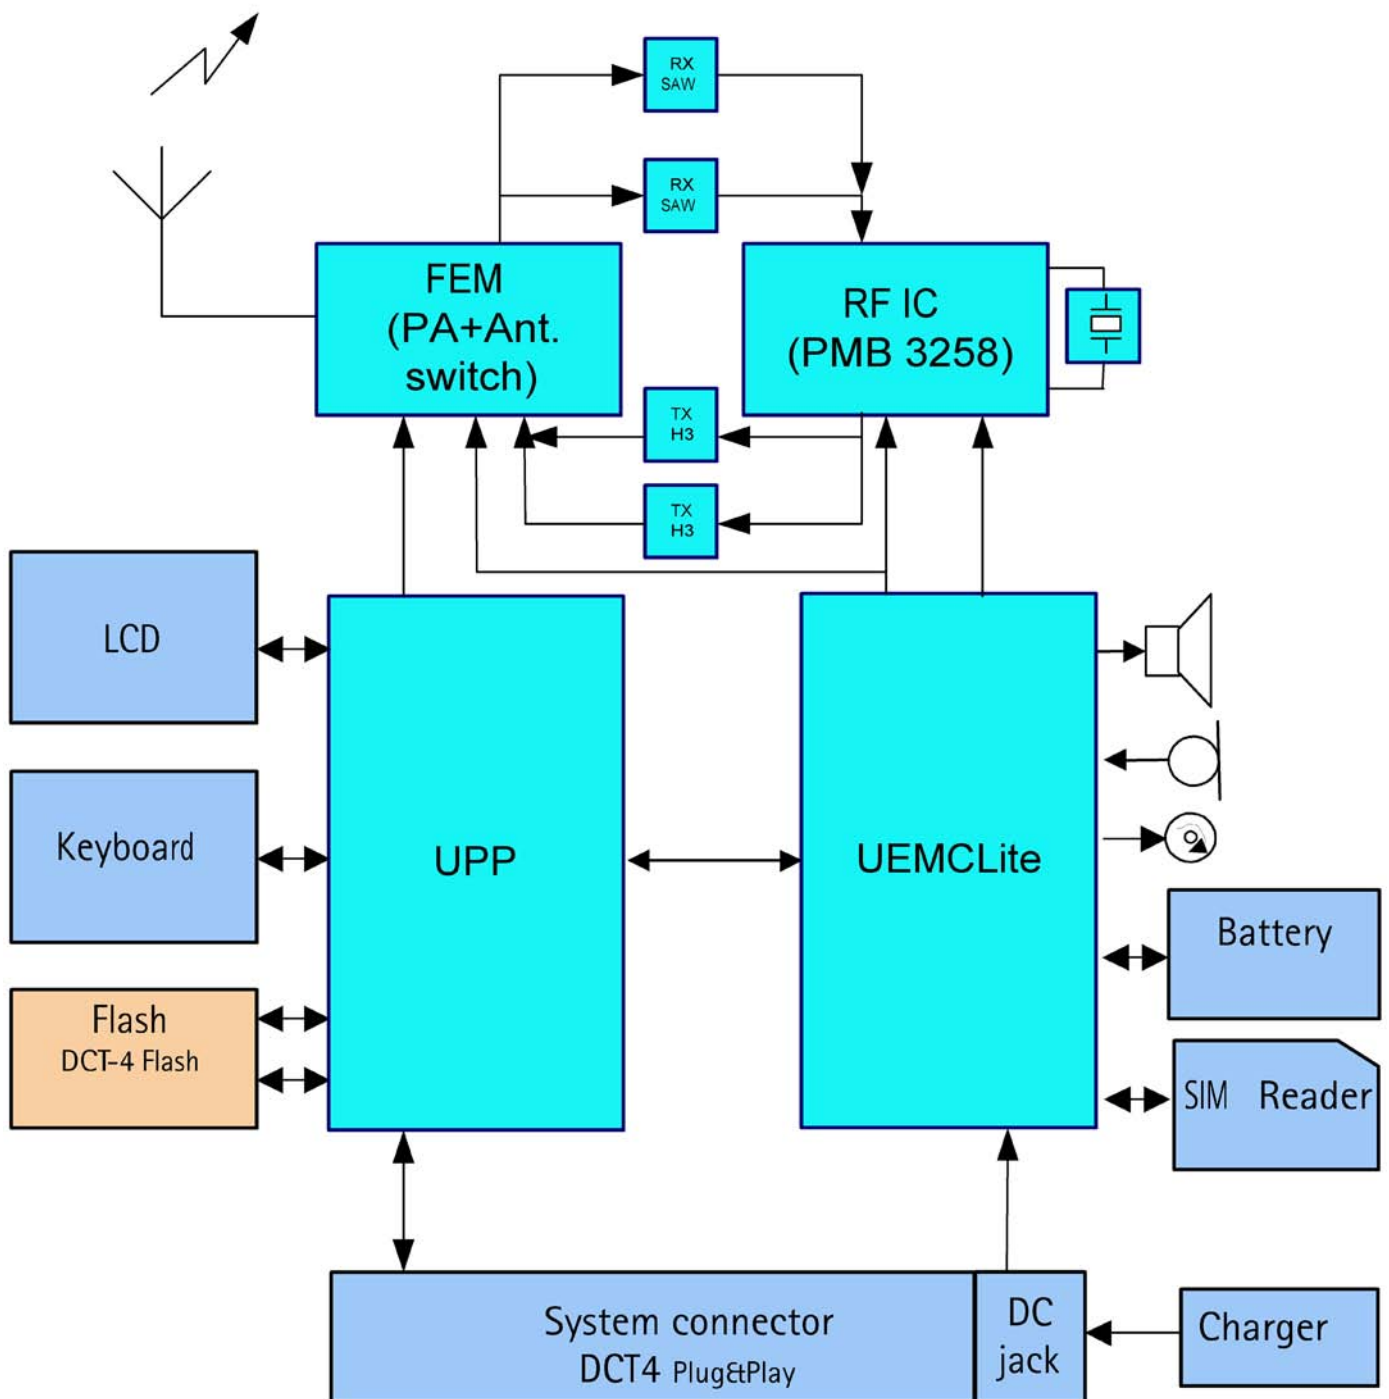 RX
SAW
RX
SAW
FEM
(PA+Ant.
switch)
RF IC
(PMB 3258)
TX
H3
TX
H3
LCD
Keyboard
UPP
UEMCLite
Battery
Flash
DCT-4 Flash
SIM Reader
System connector
DCT4 Plug&Play
DC
jack
Charger